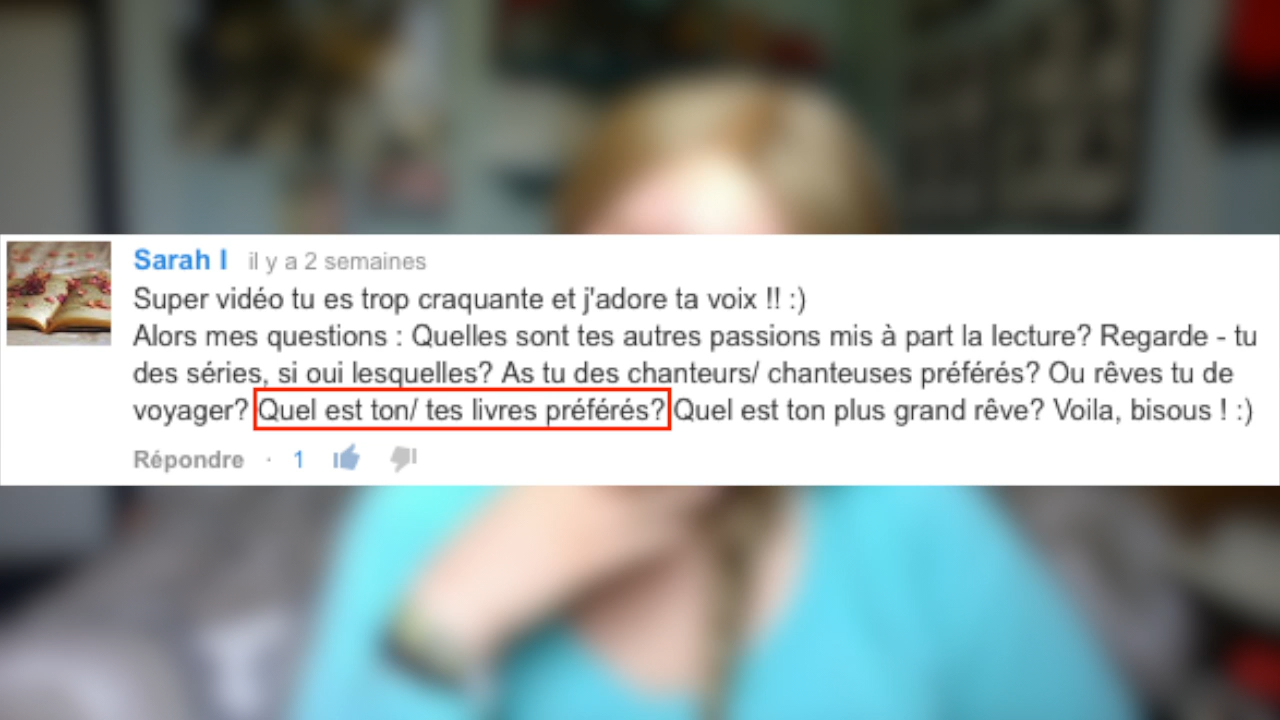 Sarah I il y a 2 semaines
Super vidéo tu es trop craquante et j'adore ta voix !! :)
Alors mes questions : Quelles sont tes autres passions mis à part la lecture? Regarde - tu
des séries, si oui lesquelles? As tu des chanteurs/ chanteuses préférés? Ou rêves tu de
voyager? Quel est ton/ tes livres préférés? Quel est ton plus grand rêve? Voila, bisous ! :)
Répondre · 1